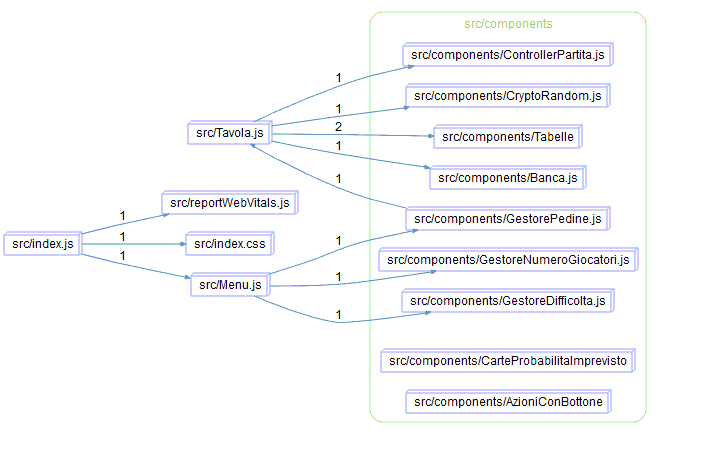 src/components
src/components/ControllerPartita.js
1
src/components/CryptoRandom.js
1
src/Tavola.js
2
src/components/Tabelle
1
src/components/Banca.js
1
src/reportWebVitals.js
1
src/components/GestorePedine.js
src/index.js
1
src/index.css
1
src/components/GestoreNumeroGiocatori.js
1
1
src/Menu.js
src/components/GestoreDifficolta.js
1
src/components/CarteProbabilitaImprevisto
src/components/AzioniConBottone